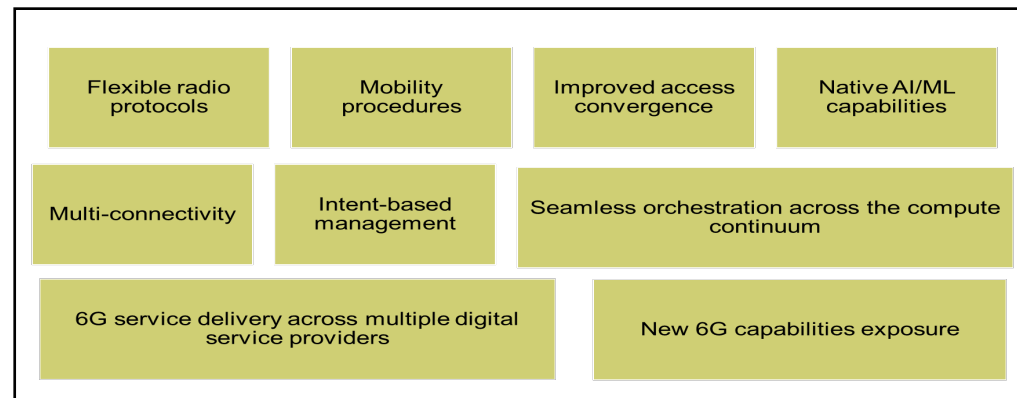 Flexible radio
protocols
Mobility
procedures
Improved access
convergence
Native AI/ML
capabilities
Multi-connectivity
Intent-based
management
Seamless orchestration across the compute
continuum
6G service delivery across multiple digital
service providers
New 6G capabilities exposure